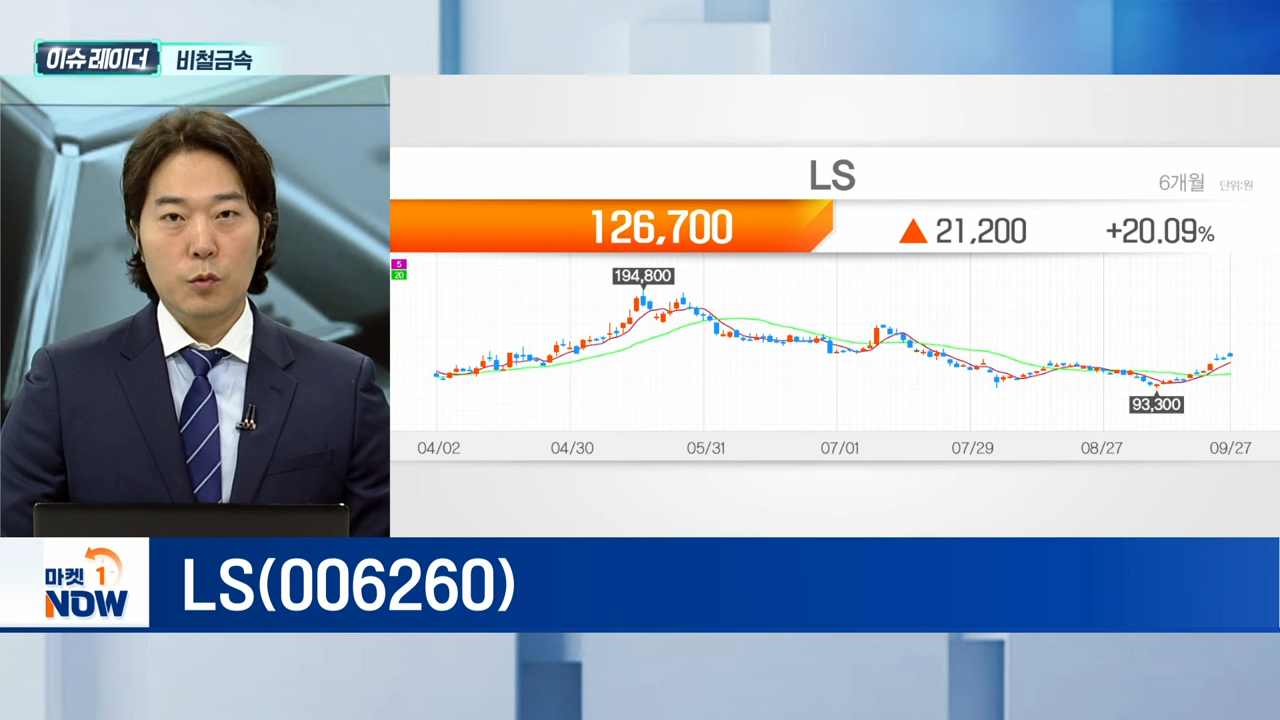 이슈레이더 비철금속
LS
6개월 단위:원
126,700 ▲ 21,200 +20.09%
5
20
194,800
93,300
04/02 04/30 05/31 07/01 07/29 08/27 09/27
마켓 1
NOW
LS(006260)